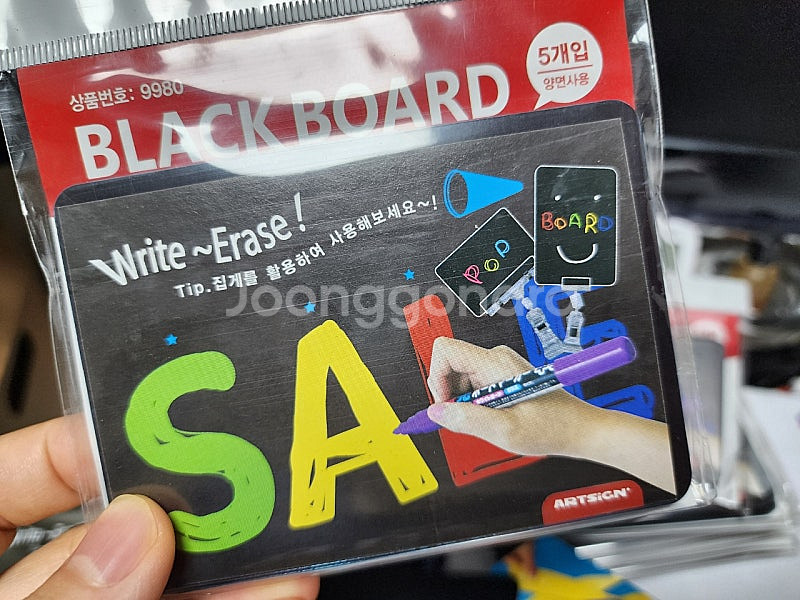 5개입
양면사용
상품번호: 9980
BLACK BOARD
Write ~Erase!
Tip.집게를 활용하여 사용해보세요~!
BOARD
POP
Joonggonara
SALE
ARTSIGN